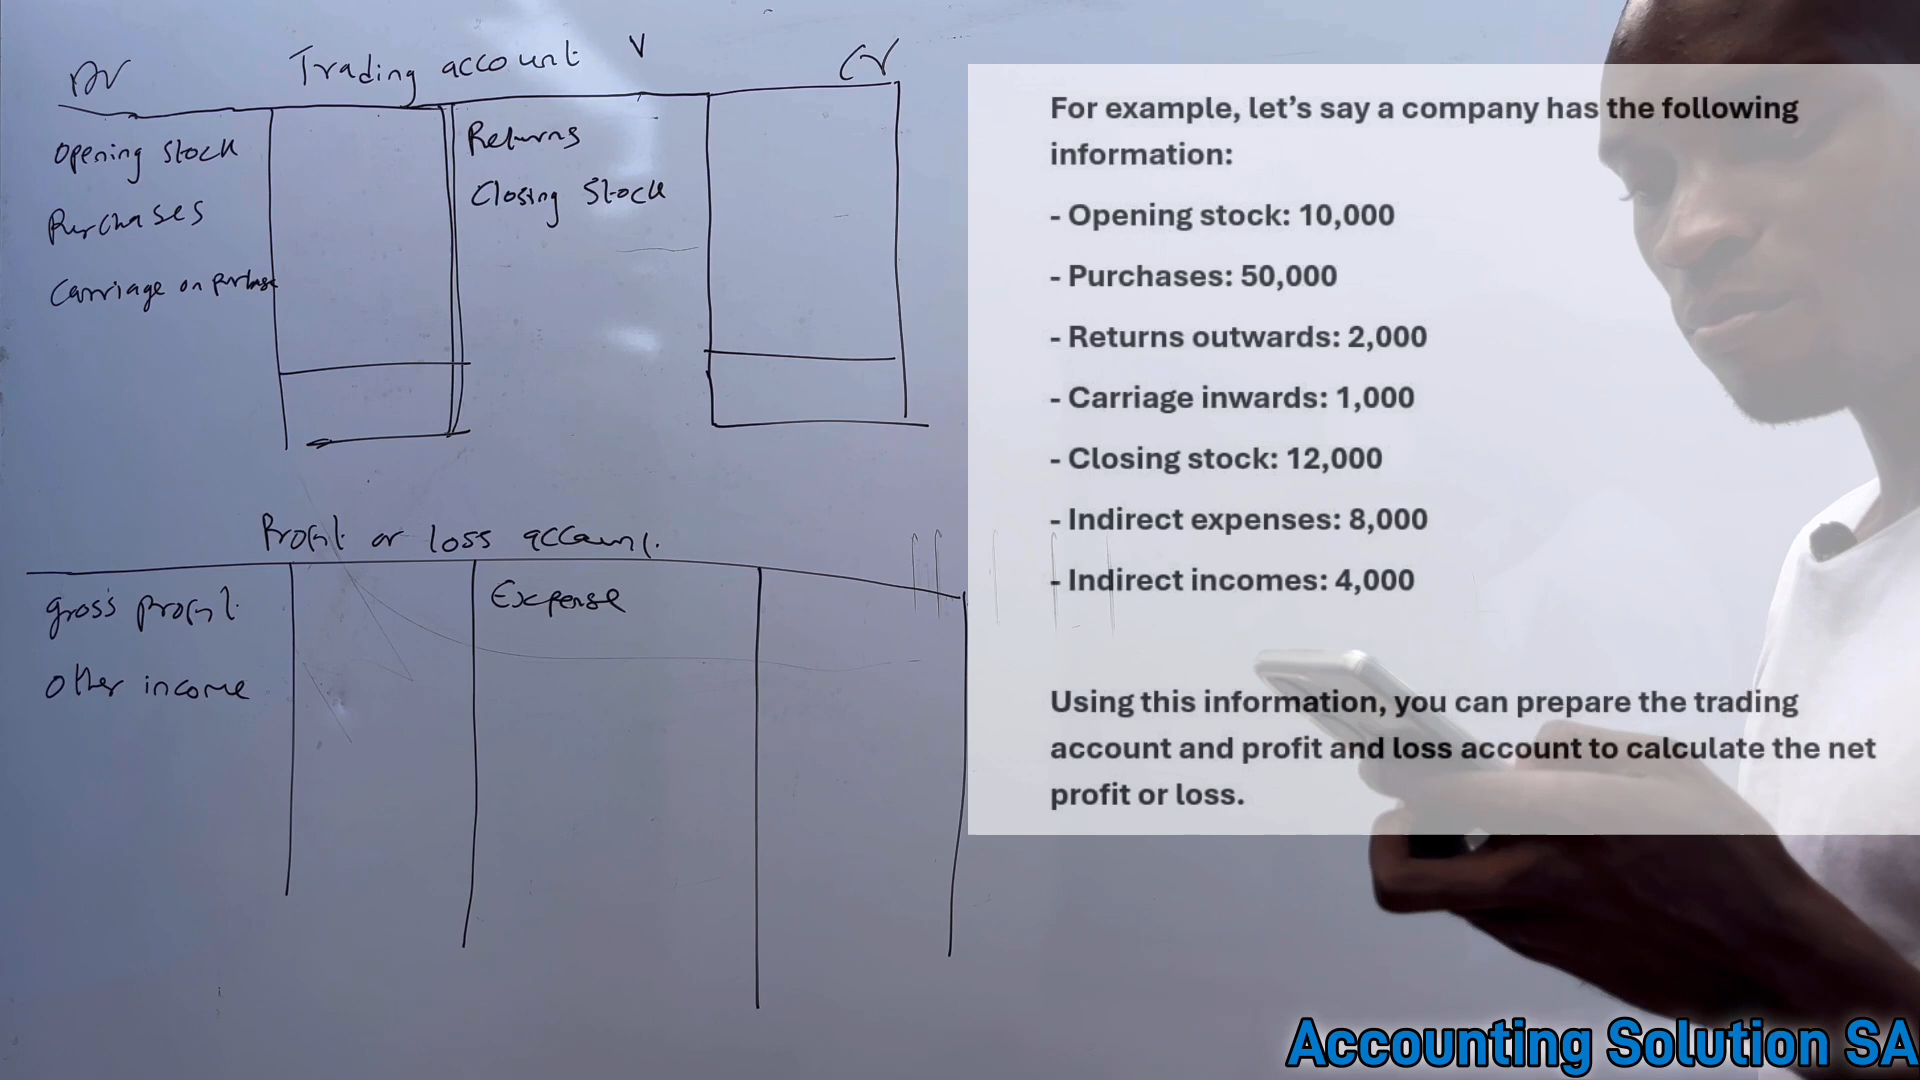 Dr Trading account Cr
Opening Stock
Purchases
Carriage on purchase
Returns
Closing Stock
Profit or loss account.
gross profit
Other income
Expense
For example, let’s say a company has the following
information:
- Opening stock: 10,000
- Purchases: 50,000
- Returns outwards: 2,000
- Carriage inwards: 1,000
- Closing stock: 12,000
- Indirect expenses: 8,000
- Indirect incomes: 4,000
Using this information, you can prepare the trading
account and profit and loss account to calculate the net
profit or loss.
Accounting Solution SA